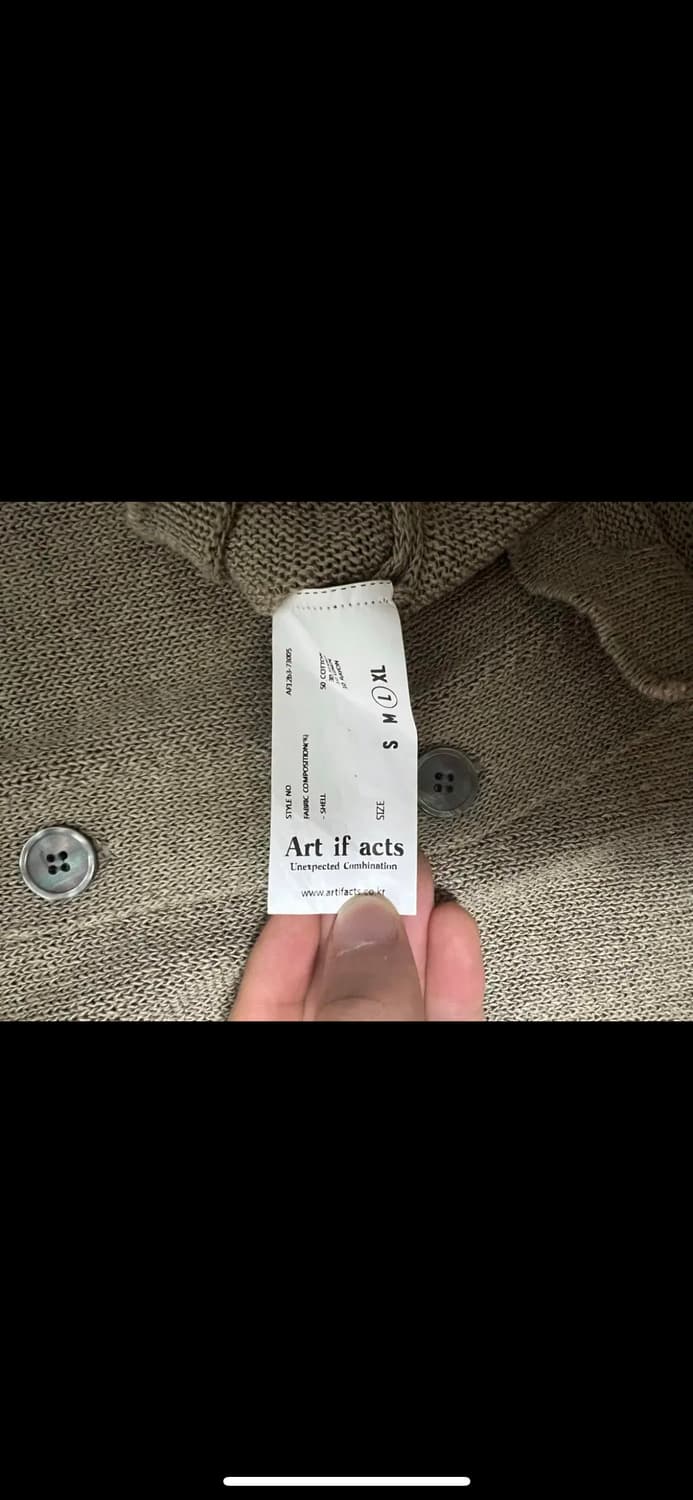 STYLE NO.
FABRIC COMPOSITION(%)
- SHELL
50 COTTON
SIZE
S M L XL
Art if acts
Unexpected Combination
www.artifacts.co.kr